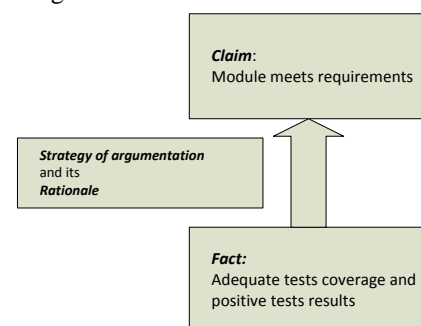 Claim:
Module meets requirements
Strategy of argumentation
and its
Rationale
Fact:
Adequate tests coverage and
positive tests results